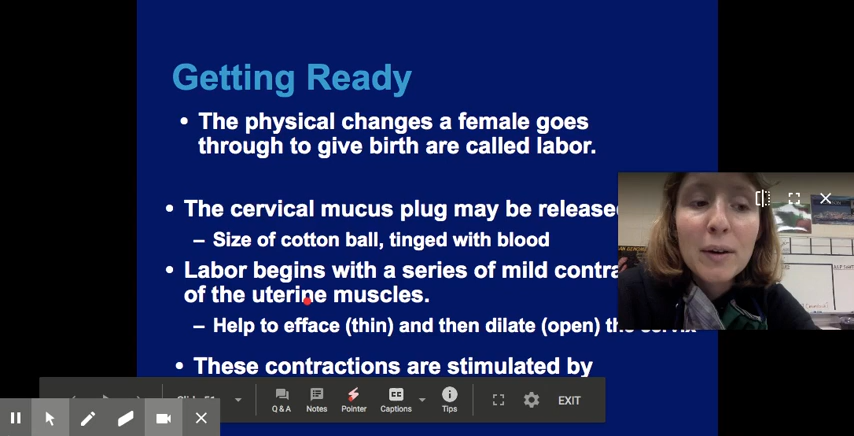 Getting Ready
• The physical changes a female goes
through to give birth are called labor.
• The cervical mucus plug may be release
– Size of cotton ball, tinged with blood
• Labor begins with a series of mild contra
of the uterine muscles.
– Help to efface (thin) and then dilate (open) the cervix
• These contractions are stimulated by
Q & A
Notes
Pointer
Captions
Tips
EXIT